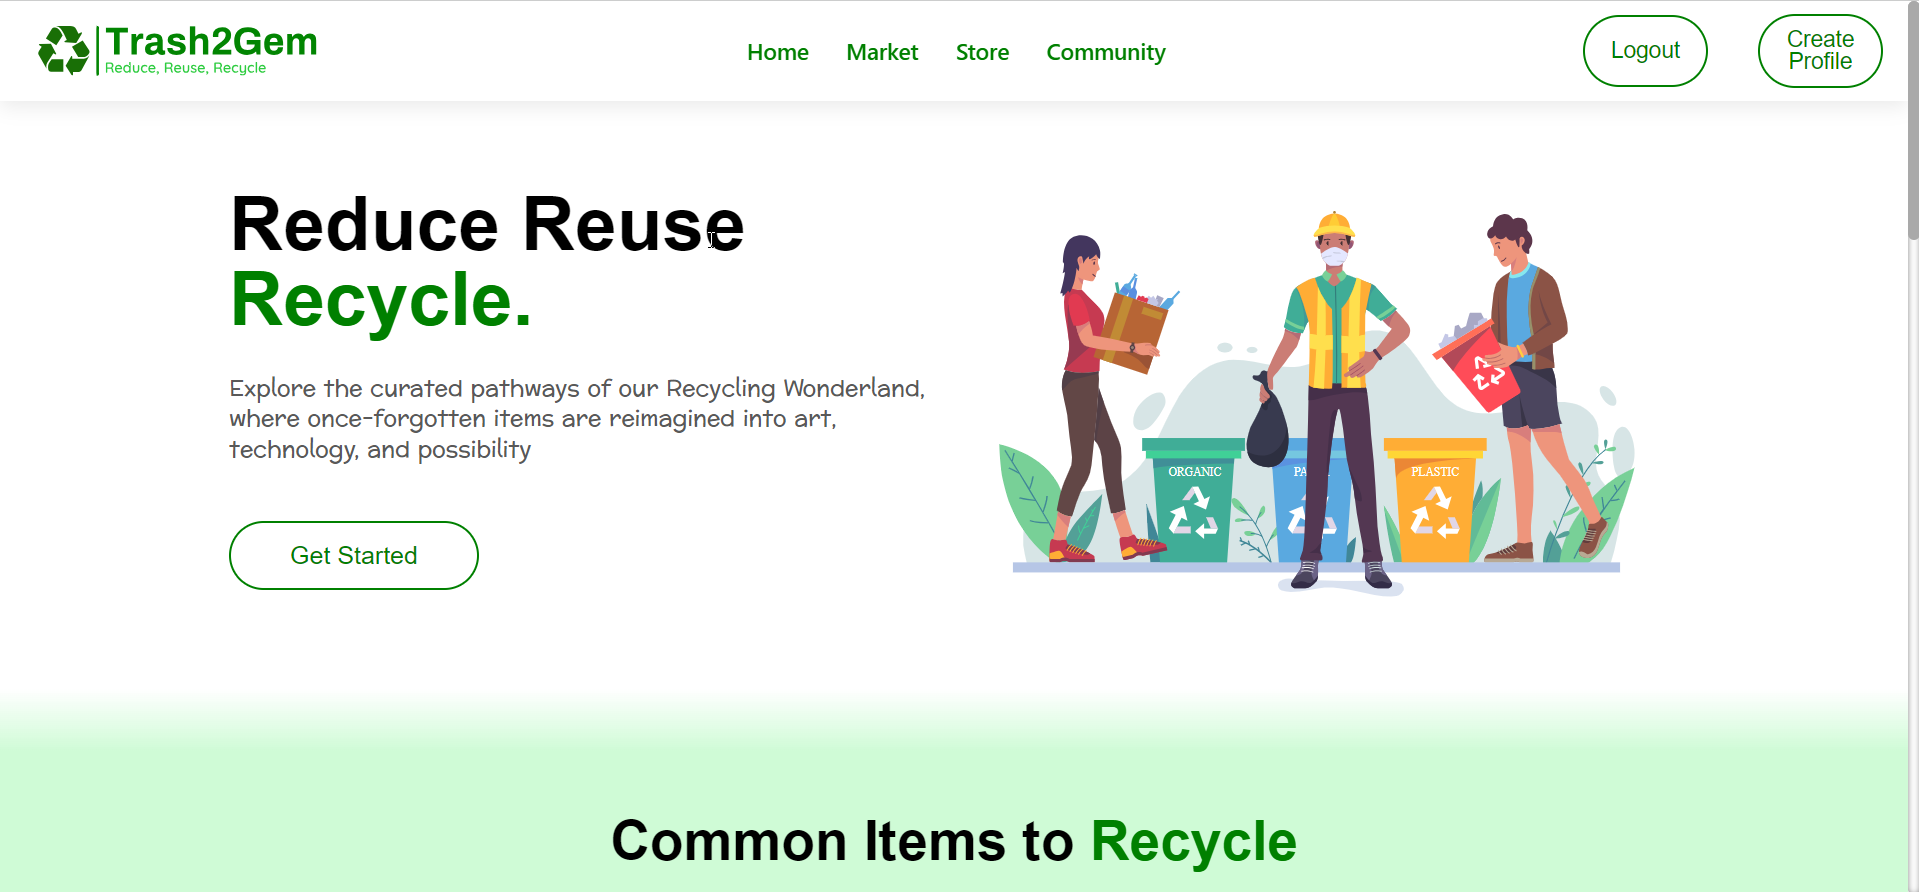 Trash2Gem
Reduce, Reuse, Recycle
Home
Market
Store
Community
Logout
Create
Profile
Reduce Reuse
Recycle.
Explore the curated pathways of our Recycling Wonderland,
where once-forgotten items are reimagined into art,
technology, and possibility
Get Started
ORGANIC
PLASTIC
Common Items to Recycle